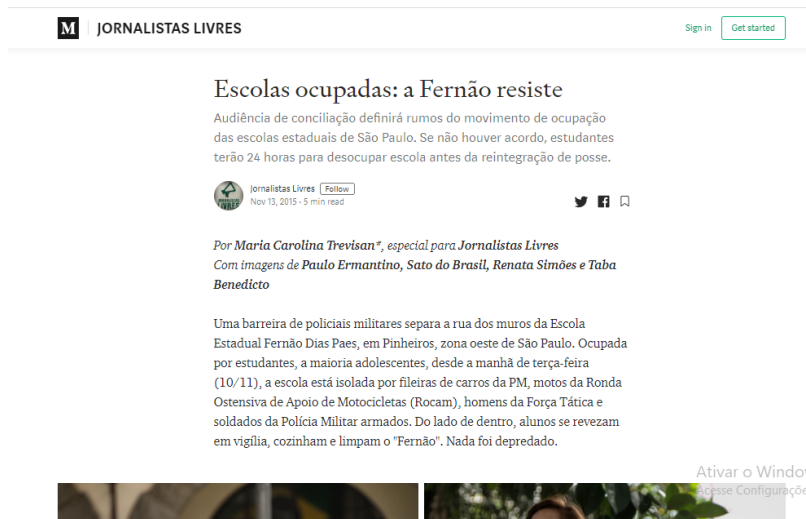 M JORNALISTAS LIVRES
Sign in
Get started
Escolas ocupadas: a Fernão resiste
Audiência de conciliação definirá rumos do movimento de ocupação
das escolas estaduais de São Paulo. Se não houver acordo, estudantes
terão 24 horas para desocupar escola antes da reintegração de posse.
Jornalistas Livres Follow
Nov 13, 2015 · 5 min read
Por Maria Carolina Trevisan*, especial para Jornalistas Livres
Com imagens de Paulo Ermantino, Sato do Brasil, Renata Simões e Taba
Benedicto
Uma barreira de policiais militares separa a rua dos muros da Escola
Estadual Fernão Dias Paes, em Pinheiros, zona oeste de São Paulo. Ocupada
por estudantes, a maioria adolescentes, desde a manhã de terça-feira
(10/11), a escola está isolada por fileiras de carros da PM, motos da Ronda
Ostensiva de Apoio de Motocicletas (Rocam), homens da Força Tática e
soldados da Polícia Militar armados. Do lado de dentro, alunos se revezam
em vigília, cozinham e limpam o "Fernão". Nada foi depredado.
Ativar o Window
Acesse Configuraçõe